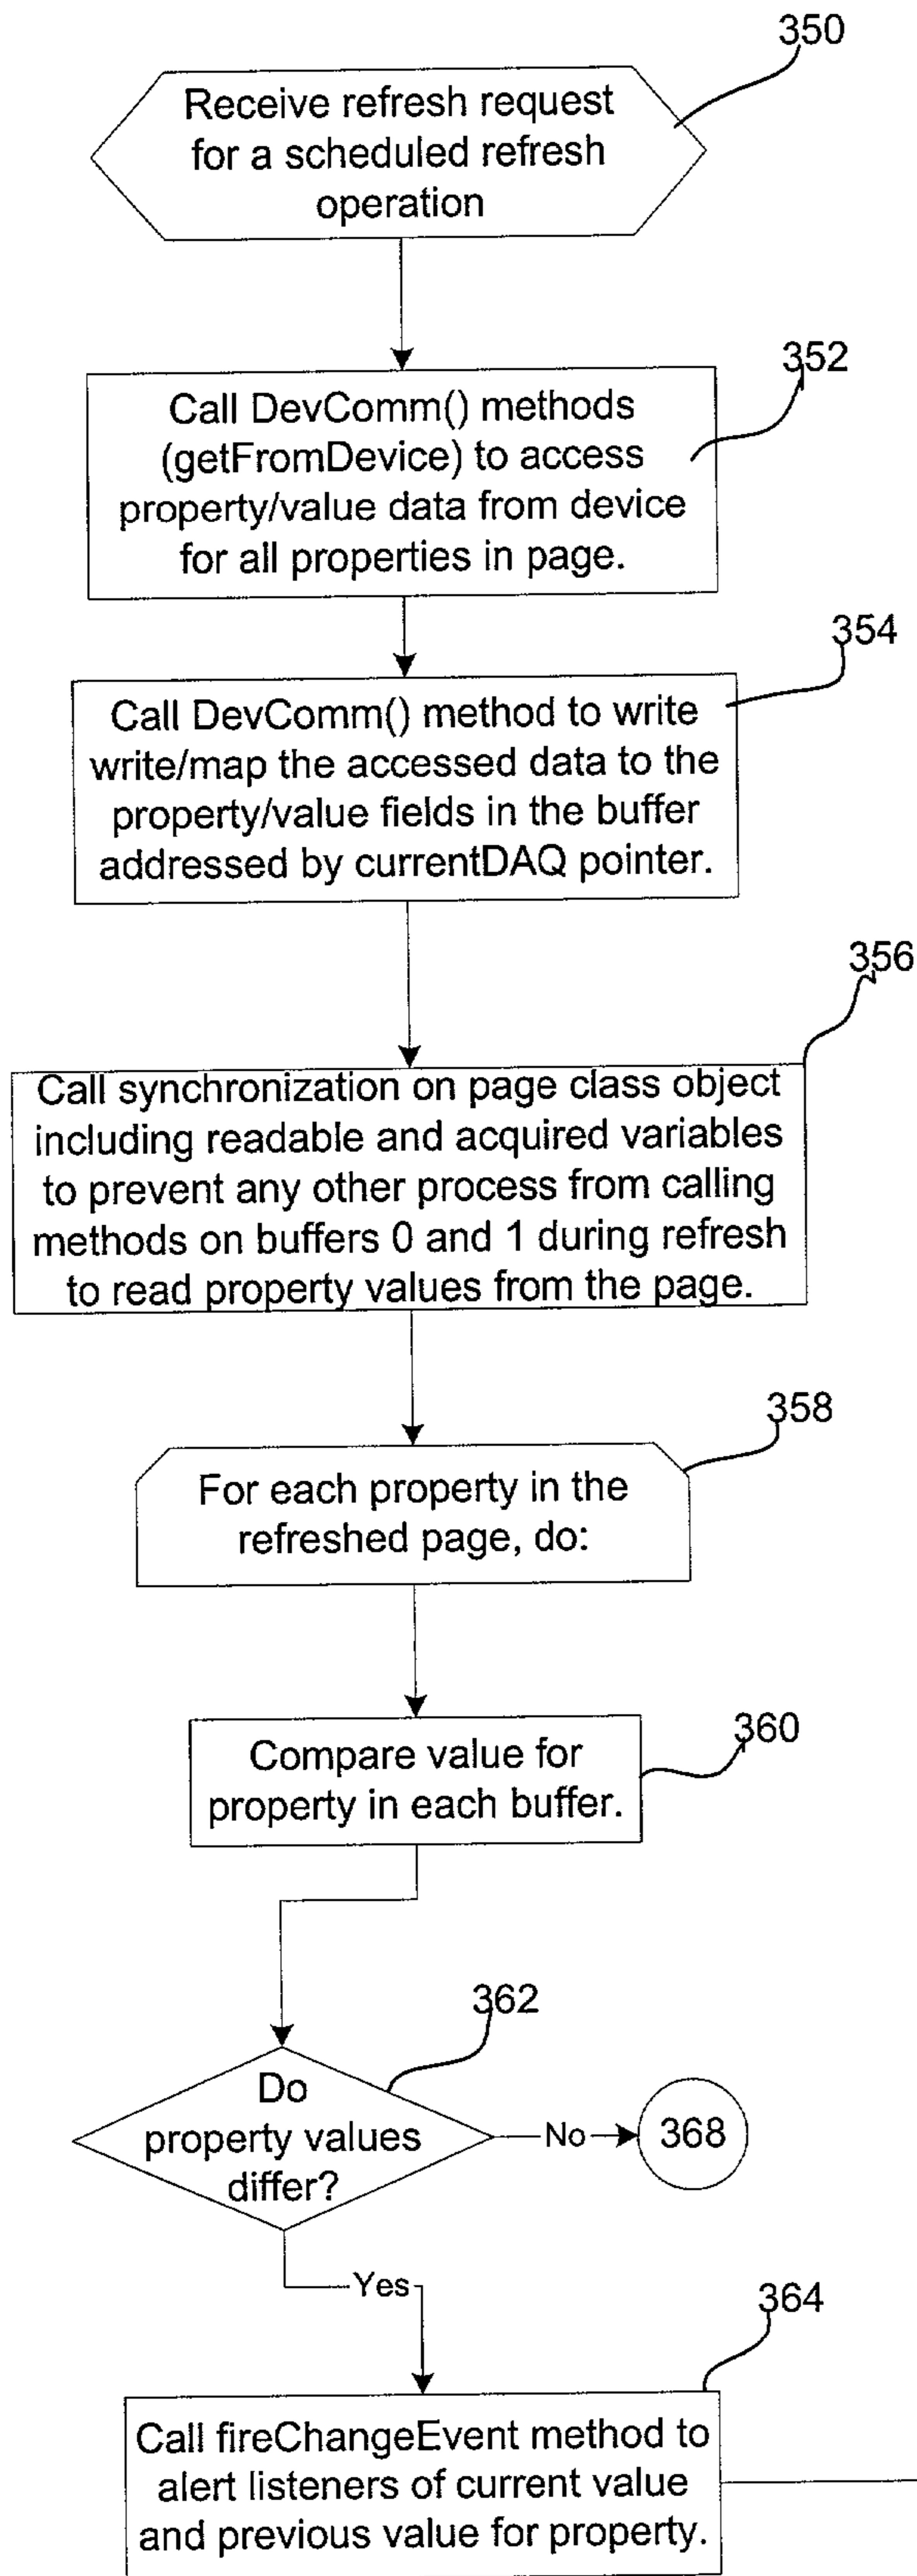 350
Receive refresh request
for a scheduled refresh
operation
352
Call DevComm() methods
(getFromDevice) to access
property/value data from device
for all properties in page.
354
Call DevComm() method to write
write/map the accessed data to the
property/value fields in the buffer
addressed by currentDAQ pointer.
356
Call synchronization on page class object
including readable and acquired variables
to prevent any other process from calling
methods on buffers 0 and 1 during refresh
to read property values from the page.
358
For each property in the
refreshed page, do:
360
Compare value for
property in each buffer.
362
Do
property values
differ?
No
368
Yes
364
Call fireChangeEvent method to
alert listeners of current value
and previous value for property.